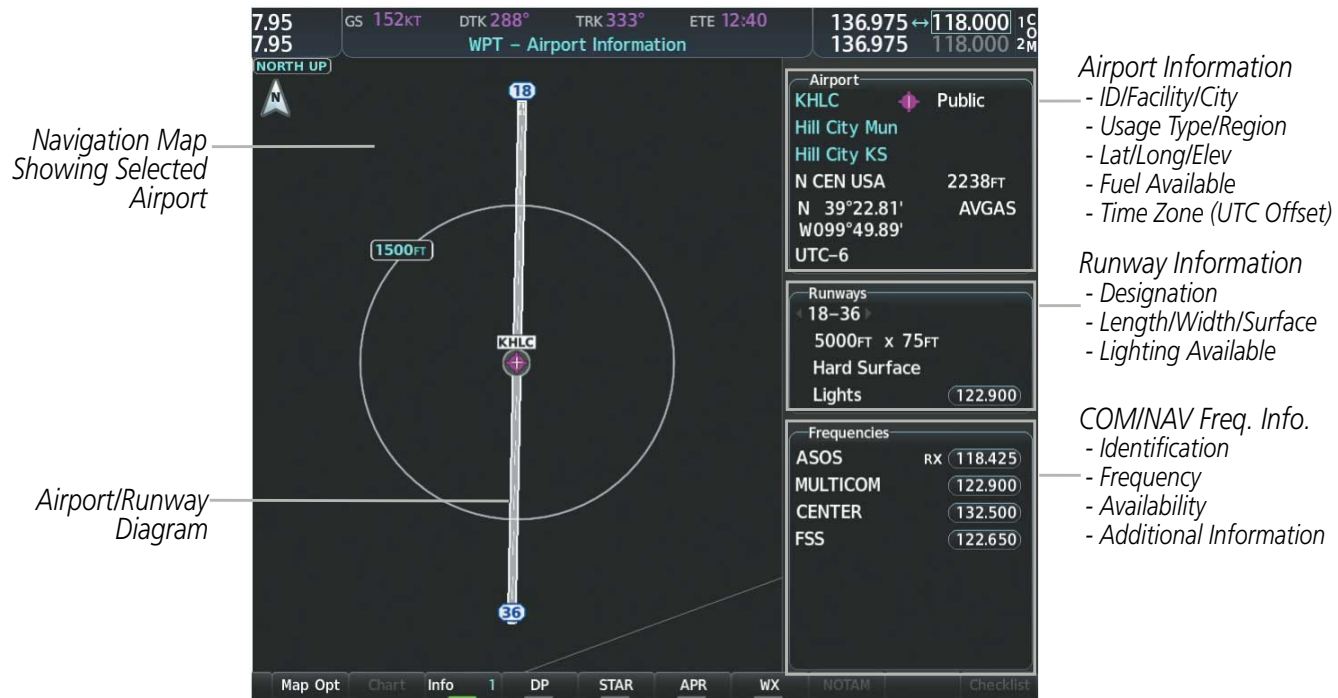 7.95 GS 152KT DTK 288° TRK 333° ETE 12:40 136.975 ↔ 118.000 1 C
7.95 WPT – Airport Information 136.975 118.000 2 O M
NORTH UP
N
18
1500FT
KHLC
36
Airport
KHLC Public
Hill City Mun
Hill City KS
N CEN USA 2238FT
N 39°22.81' AVGAS
W099°49.89'
UTC–6
Runways
18–36
5000FT x 75FT
Hard Surface
Lights 122.900
Frequencies
ASOS RX 118.425
MULTICOM 122.900
CENTER 132.500
FSS 122.650
Map Opt Chart Info 1 DP STAR APR WX NOTAM Checklist
Navigation Map
Showing Selected
Airport
Airport/Runway
Diagram
Airport Information
- ID/Facility/City
- Usage Type/Region
- Lat/Long/Elev
- Fuel Available
- Time Zone (UTC Offset)
Runway Information
- Designation
- Length/Width/Surface
- Lighting Available
COM/NAV Freq. Info.
- Identification
- Frequency
- Availability
- Additional Information